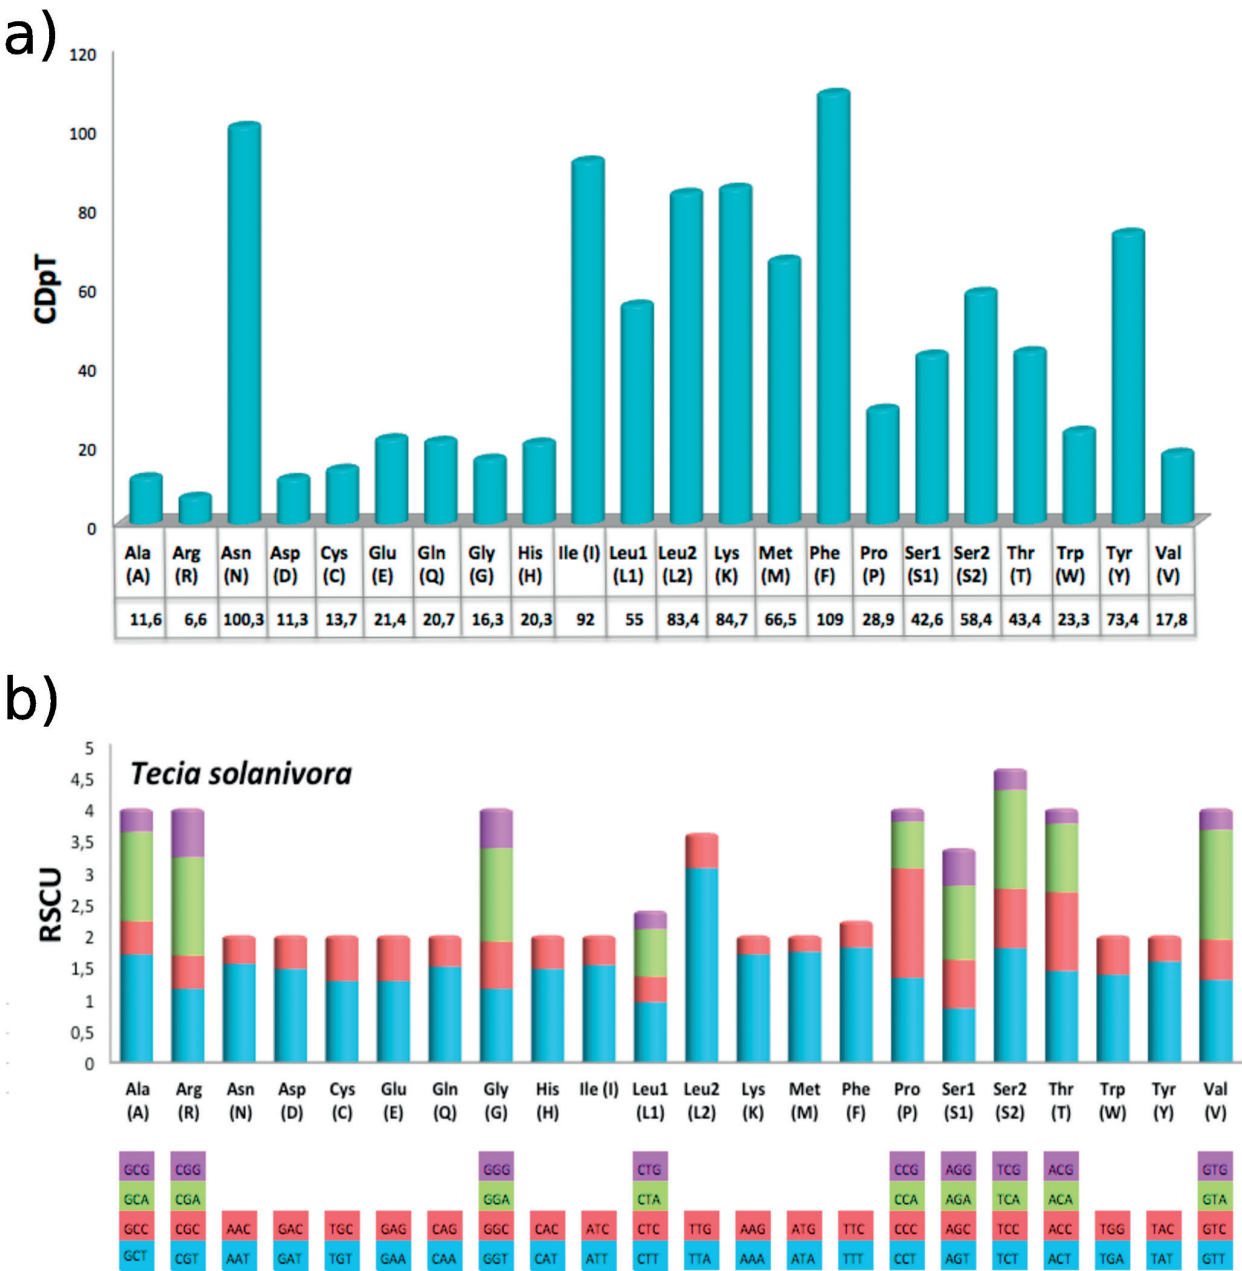 a)
120
100
80
60
40
20
0
CDpT
Ala Arg Asn Asp Cys Glu Gln Gly His Ile (I) Leu1 Leu2 Lys Met Phe Pro Ser1 Ser2 Thr Trp Tyr Val
(A) (R) (N) (D) (C) (E) (Q) (G) (H) (L1) (L2) (K) (M) (F) (P) (S1) (S2) (T) (W) (Y) (V)
11,6 6,6 100,3 11,3 13,7 21,4 20,7 16,3 20,3 92 55 83,4 84,7 66,5 109 28,9 42,6 58,4 43,4 23,3 73,4 17,8
b)
Tecia solanivora
5
4,5
4
3,5
3
2,5
2
1,5
1
0,5
0
RSCU
Ala Arg Asn Asp Cys Glu Gln Gly His Ile (I) Leu1 Leu2 Lys Met Phe Pro Ser1 Ser2 Thr Trp Tyr Val
(A) (R) (N) (D) (C) (E) (Q) (G) (H) (L1) (L2) (K) (M) (F) (P) (S1) (S2) (T) (W) (Y) (V)
GCG CGG GGG CTG CCG AGG TCG ACG GTG
GCA CGA GGA CTA CCA AGA TCA ACA GTA
GCC CGC AAC GAC TGC GAG CAG GGC CAC ATC CTC TTG AAG ATG TTC CCC AGC TCC ACC TGG TAC GTC
GCT CGT AAT GAT TGT GAA CAA GGT CAT ATT CTT TTA AAA ATA TTT CCT AGT TCT ACT TGA TAT GTT